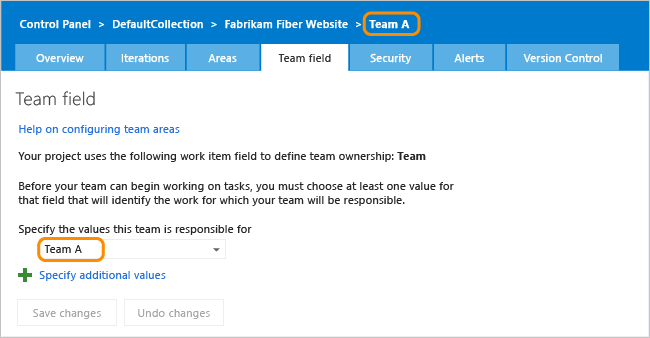 Control Panel > DefaultCollection > Fabrikam Fiber Website > Team A
Overview Iterations Areas Team field Security Alerts Version Control
Team field
Help on configuring team areas
Your project uses the following work item field to define team ownership: Team
Before your team can begin working on tasks, you must choose at least one value for
that field that will identify the work for which your team will be responsible.
Specify the values this team is responsible for
Team A
Specify additional values
Save changes Undo changes